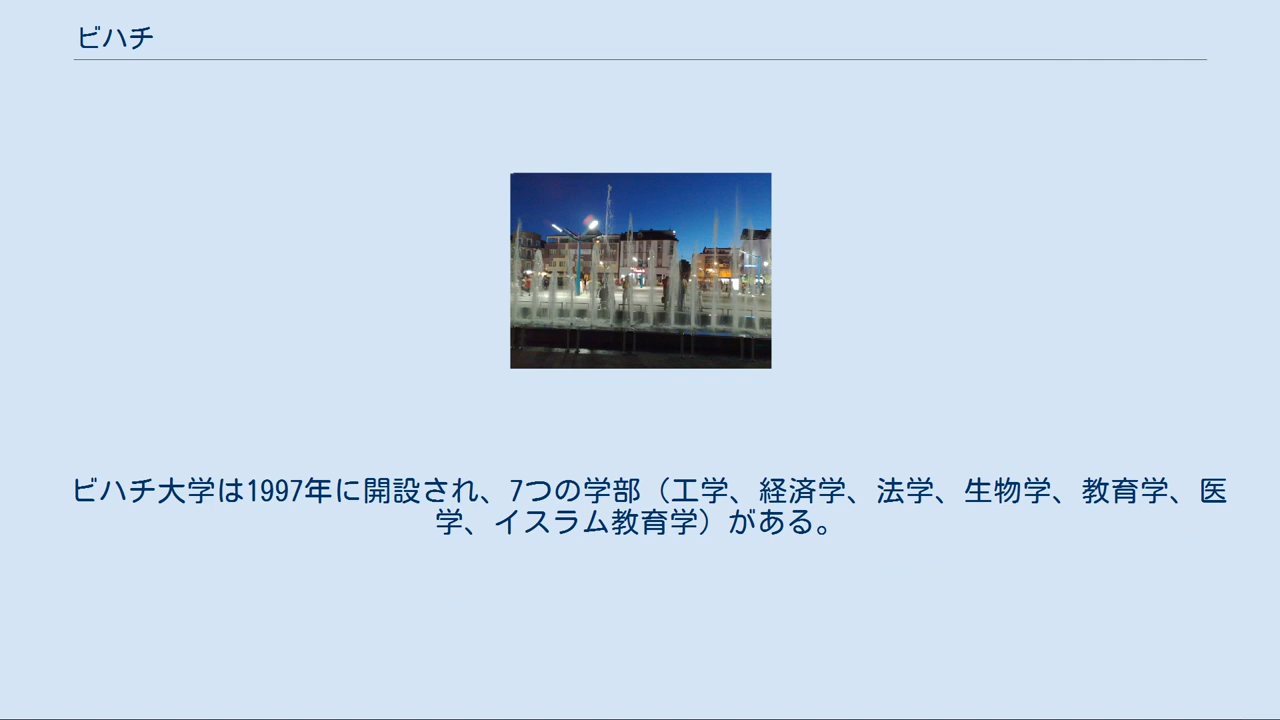 ビハチ
ビハチ大学は1997年に開設され、7つの学部（工学、経済学、法学、生物学、教育学、医
学、イスラム教育学）がある。